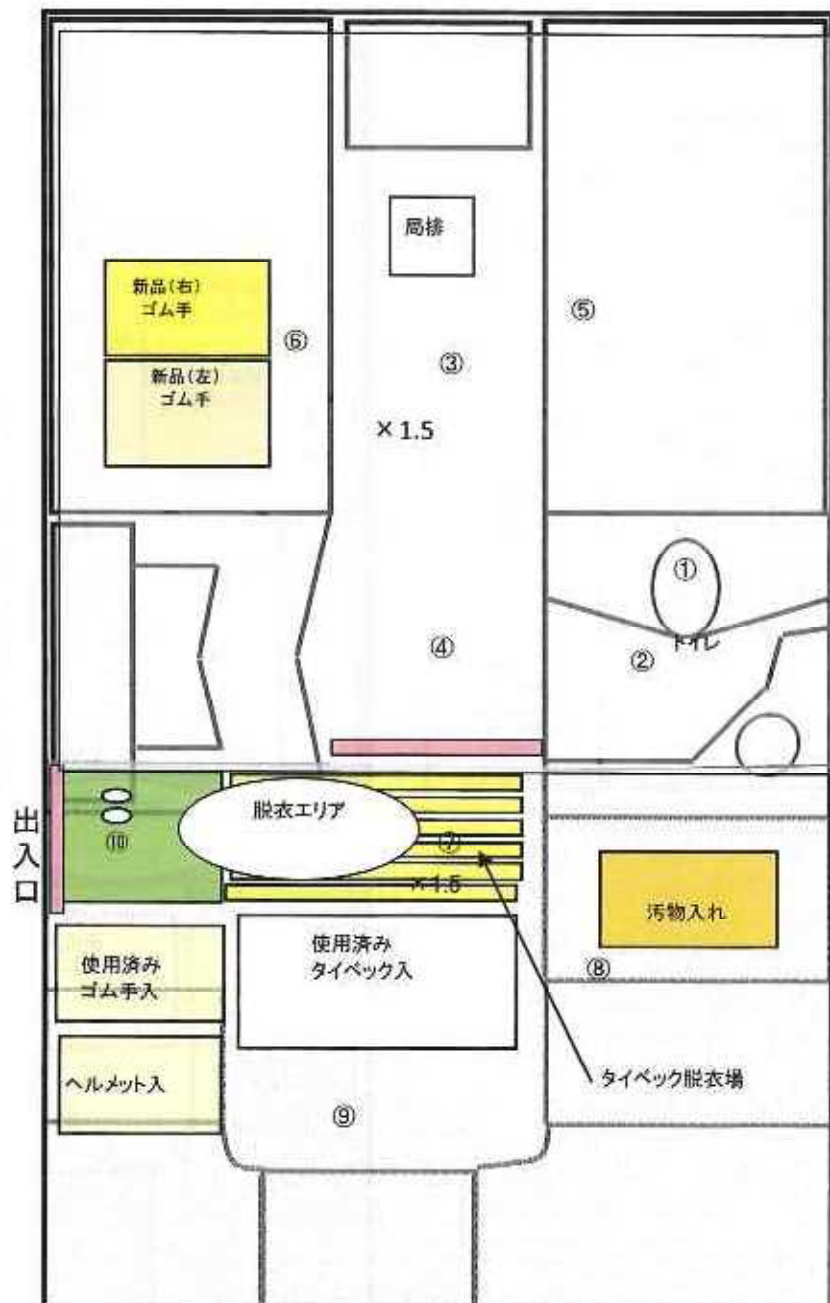 局排
新品(右)
ゴム手
⑤
⑥
③
新品(左)
ゴム手
×1.5
①
④
②
トイレ
出入口
脱衣エリア
⑩
⑦
×1.5
汚物入れ
使用済み
ゴム手入
使用済み
タイベック入
⑧
ヘルメット入
タイベック脱衣場
⑨